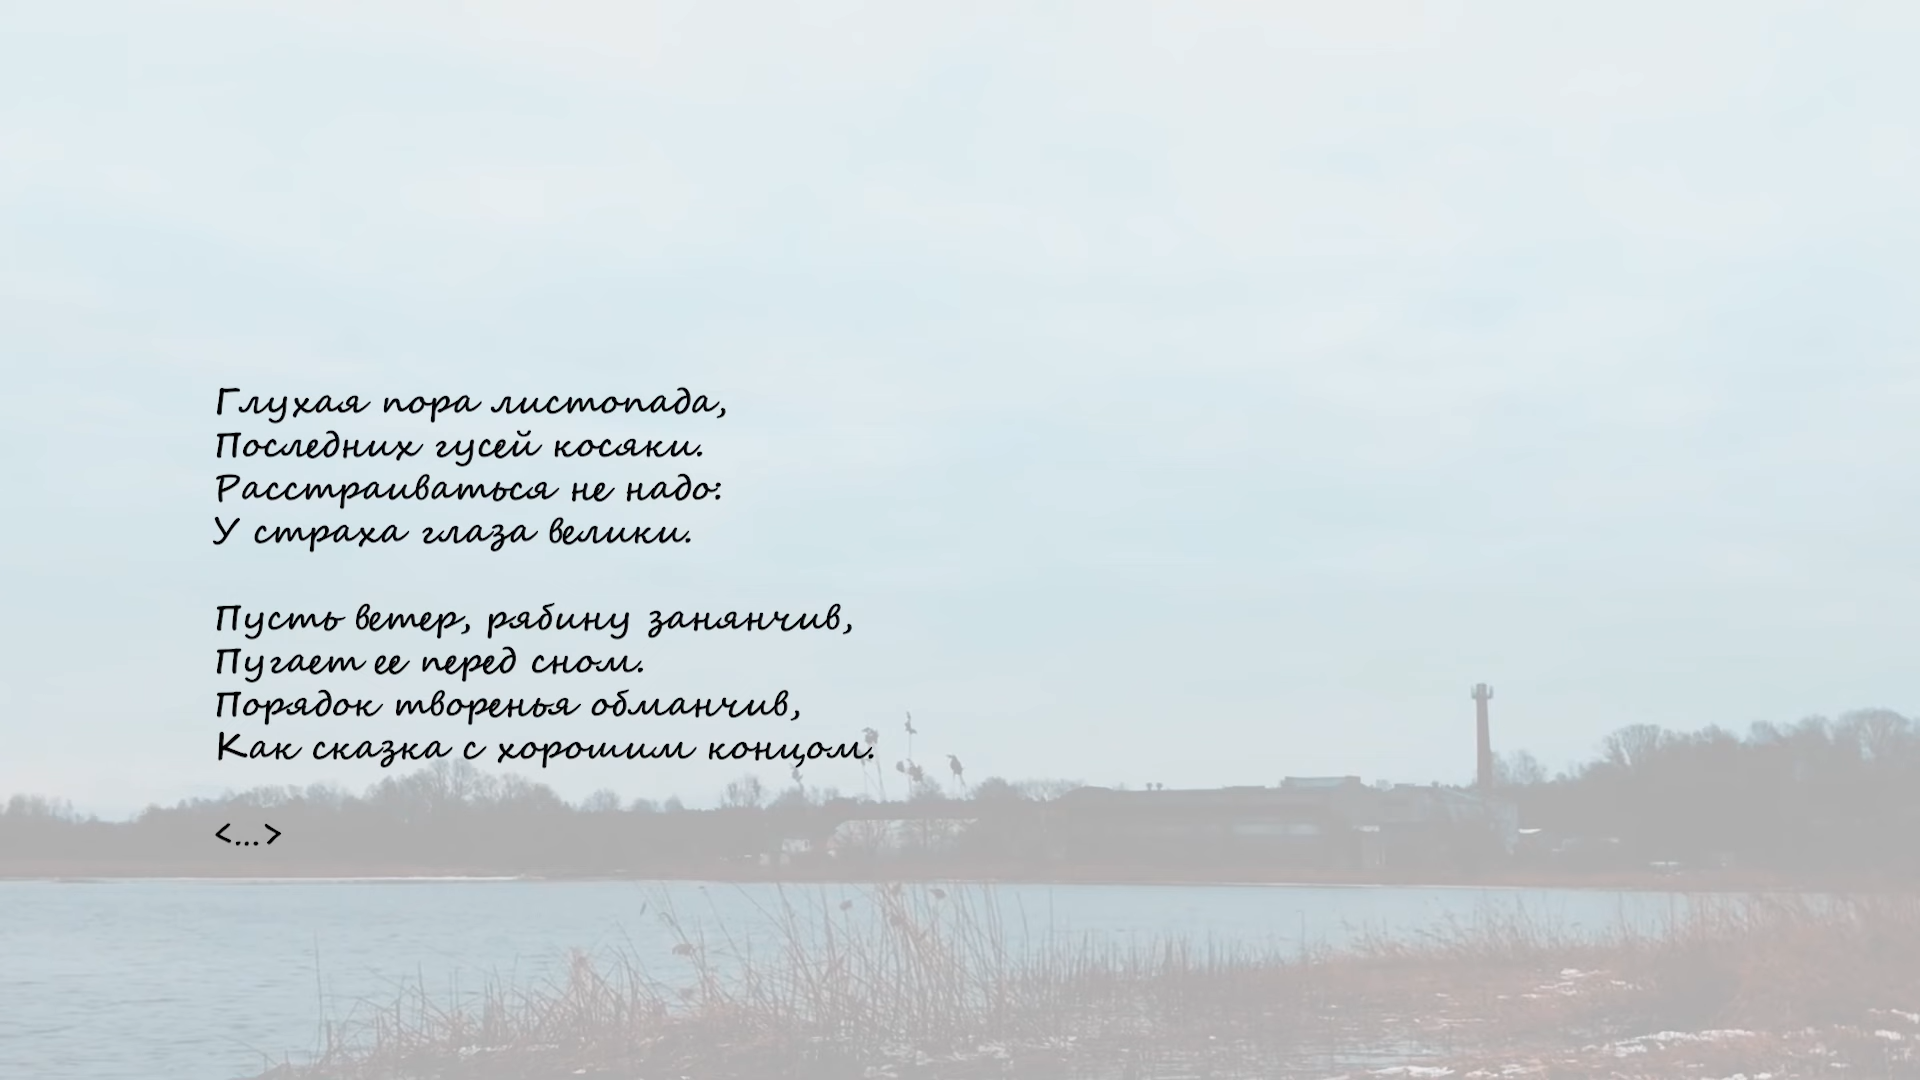 Глухая пора листопада,
Последних гусей косяки.
Расстраиваться не надо:
У страха глаза велики.
Пусть ветер, рябину занянчив,
Пугает ее перед сном.
Порядок творенья обманчив,
Как сказка с хорошим концом.
<...>